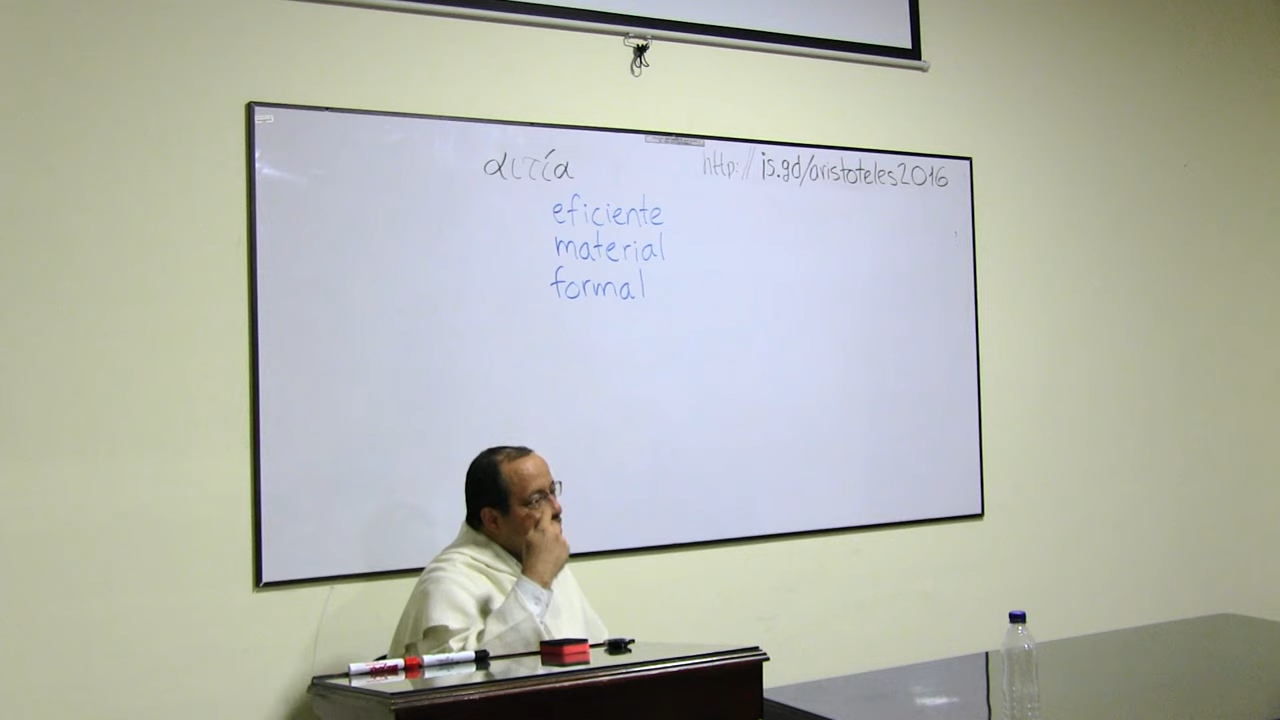 αιτία http://is.gd/aristoteles2016
eficiente
material
formal